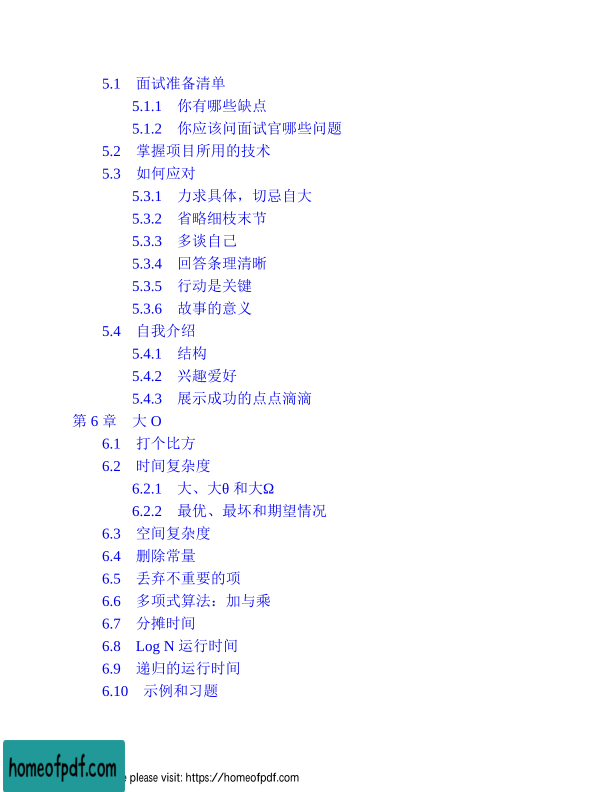 5.1 面试准备清单
5.1.1 你有哪些缺点
5.1.2 你应该问面试官哪些问题
5.2 掌握项目所用的技术
5.3 如何应对
5.3.1 力求具体，切忌自大
5.3.2 省略细枝末节
5.3.3 多谈自己
5.3.4 回答条理清晰
5.3.5 行动是关键
5.3.6 故事的意义
5.4 自我介绍
5.4.1 结构
5.4.2 兴趣爱好
5.4.3 展示成功的点点滴滴
第 6 章 大 O
6.1 打个比方
6.2 时间复杂度
6.2.1 大、大θ 和大Ω
6.2.2 最优、最坏和期望情况
6.3 空间复杂度
6.4 删除常量
6.5 丢弃不重要的项
6.6 多项式算法：加与乘
6.7 分摊时间
6.8 Log N 运行时间
6.9 递归的运行时间
6.10 示例和习题
homeofpdf.com
please visit: https://homeofpdf.com